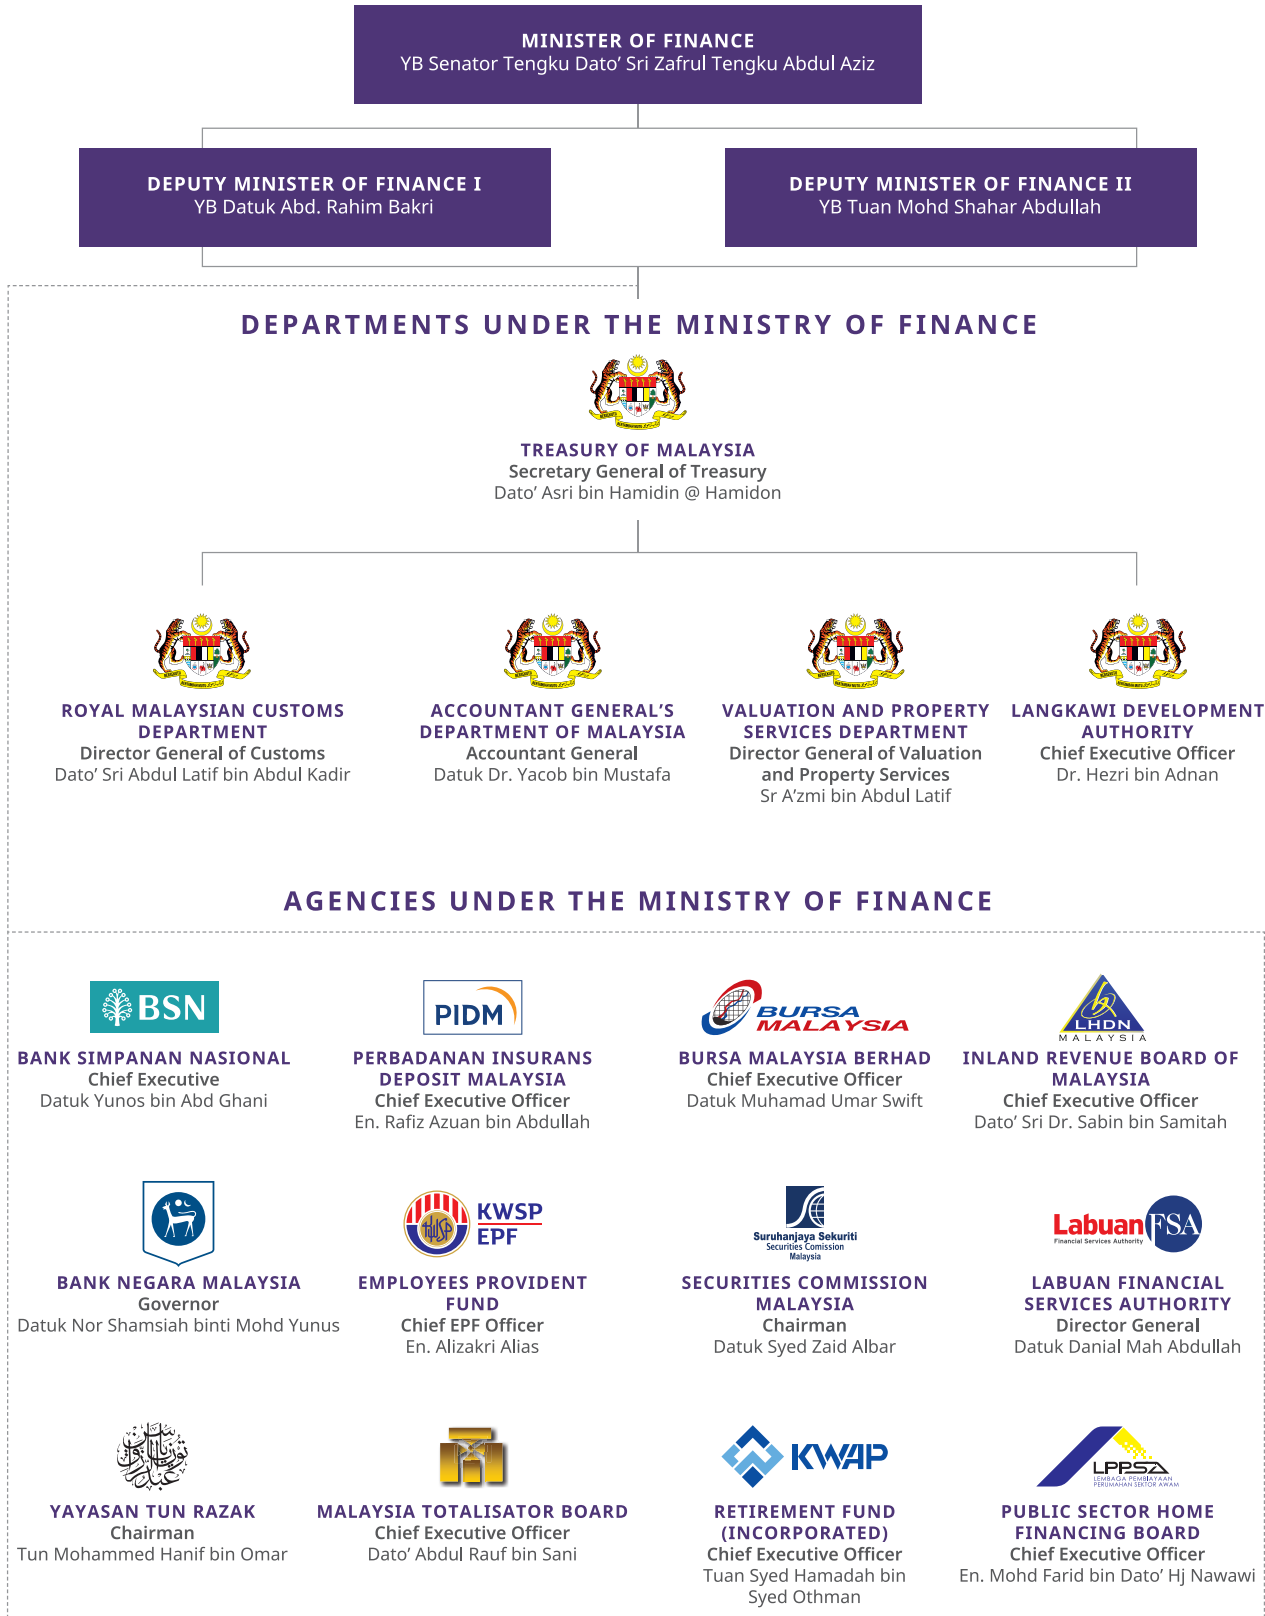 MINISTER OF FINANCE
YB Senator Tengku Dato’ Sri Zafrul Tengku Abdul Aziz
DEPUTY MINISTER OF FINANCE I
YB Datuk Abd. Rahim Bakri
DEPUTY MINISTER OF FINANCE II
YB Tuan Mohd Shahar Abdullah
DEPARTMENTS UNDER THE MINISTRY OF FINANCE
TREASURY OF MALAYSIA
Secretary General of Treasury
Dato’ Asri bin Hamidin @ Hamidon
ROYAL MALAYSIAN CUSTOMS
DEPARTMENT
Director General of Customs
Dato’ Sri Abdul Latif bin Abdul Kadir
ACCOUNTANT GENERAL’S
DEPARTMENT OF MALAYSIA
Accountant General
Datuk Dr. Yacob bin Mustafa
VALUATION AND PROPERTY
SERVICES DEPARTMENT
Director General of Valuation
and Property Services
Sr A’zmi bin Abdul Latif
LANGKAWI DEVELOPMENT
AUTHORITY
Chief Executive Officer
Dr. Hezri bin Adnan
AGENCIES UNDER THE MINISTRY OF FINANCE
BSN
BANK SIMPANAN NASIONAL
Chief Executive
Datuk Yunos bin Abd Ghani
PIDM
PERBADANAN INSURANS
DEPOSIT MALAYSIA
Chief Executive Officer
En. Rafiz Azuan bin Abdullah
BURSA
MALAYSIA
BURSA MALAYSIA BERHAD
Chief Executive Officer
Datuk Muhamad Umar Swift
LHDN
MALAYSIA
INLAND REVENUE BOARD OF
MALAYSIA
Chief Executive Officer
Dato’ Sri Dr. Sabin bin Samitah
BANK NEGARA MALAYSIA
Governor
Datuk Nor Shamsiah binti Mohd Yunus
KWSP
EPF
EMPLOYEES PROVIDENT
FUND
Chief EPF Officer
En. Alizakri Alias
Suruhanjaya Sekuriti
Securities Comission
Malaysia
SECURITIES COMMISSION
MALAYSIA
Chairman
Datuk Syed Zaid Albar
Labuan FSA
Financial Services Authority
LABUAN FINANCIAL
SERVICES AUTHORITY
Director General
Datuk Danial Mah Abdullah
YAYASAN TUN RAZAK
Chairman
Tun Mohammed Hanif bin Omar
MALAYSIA TOTALISATOR BOARD
Chief Executive Officer
Dato’ Abdul Rauf bin Sani
KWAP
RETIREMENT FUND
(INCORPORATED)
Chief Executive Officer
Tuan Syed Hamadah bin
Syed Othman
LPPSA
LEMBAGA PEMBIAYAAN
PERUMAHAN SEKTOR AWAM
PUBLIC SECTOR HOME
FINANCING BOARD
Chief Executive Officer
En. Mohd Farid bin Dato’ Hj Nawawi